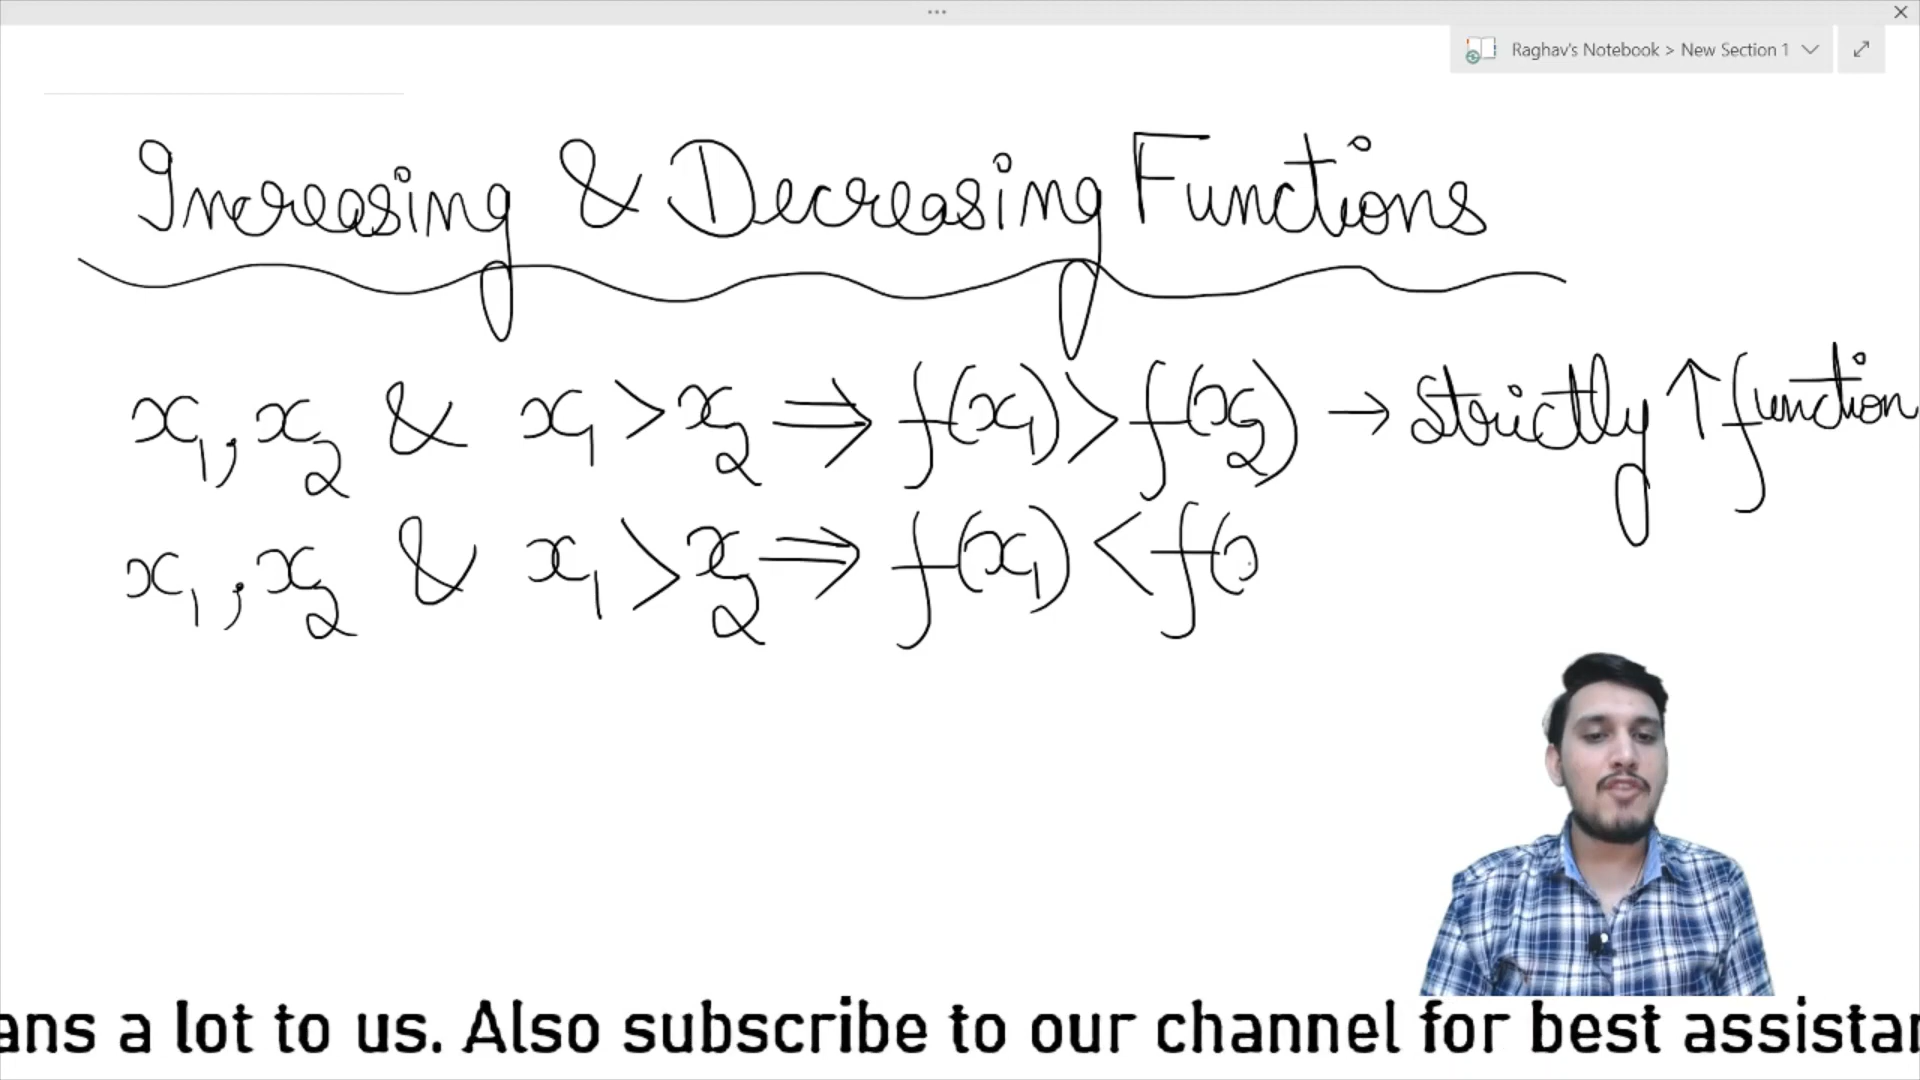 Raghav's Notebook > New Section 1
Increasing & Decreasing Functions
x₁, x₂ & x₁ > x₂ ⇒ f(x₁) > f(x₂) → Strictly ↑ function
x₁, x₂ & x₁ > x₂ ⇒ f(x₁) < f(
ans a lot to us. Also subscribe to our channel for best assistan